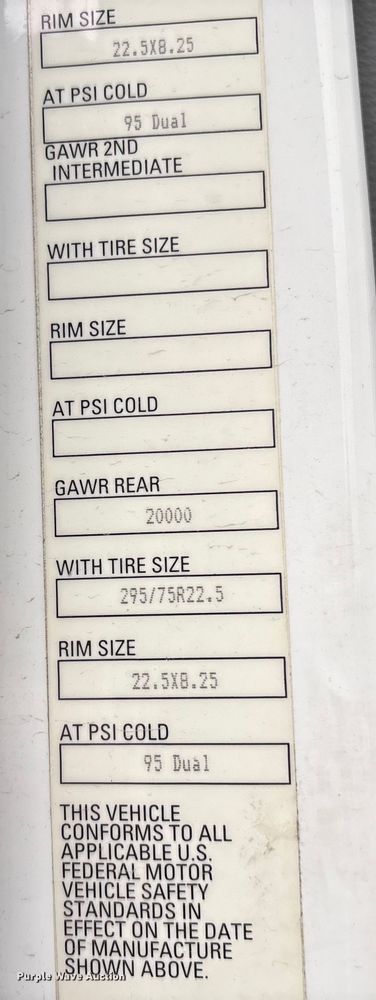 RIM SIZE
22.5X8.25
AT PSI COLD
95 Dual
GAWR 2ND
INTERMEDIATE
WITH TIRE SIZE
RIM SIZE
AT PSI COLD
GAWR REAR
20000
WITH TIRE SIZE
295/75R22.5
RIM SIZE
22.5X8.25
AT PSI COLD
95 Dual
THIS VEHICLE
CONFORMS TO ALL
APPLICABLE U.S.
FEDERAL MOTOR
VEHICLE SAFETY
STANDARDS IN
EFFECT ON THE DATE
OF MANUFACTURE
SHOWN ABOVE.
Purple Wave Auction